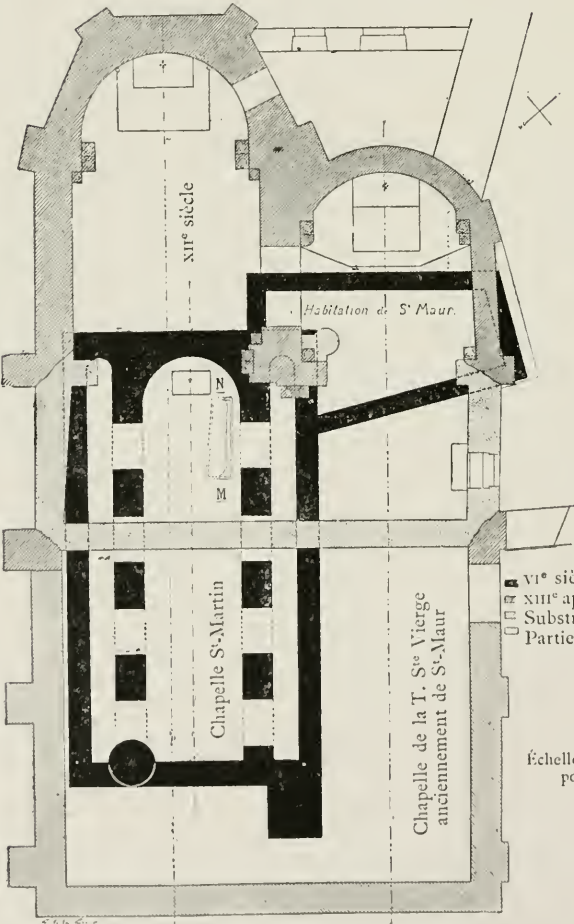 XIIe siècle
Habitation de St Maur.
N
M
Chapelle St-Martin
Chapelle de la T. Ste Vierge
anciennement de St-Maur
VIe siè
XIIIe ap
Substr
Partie
Échelle
po